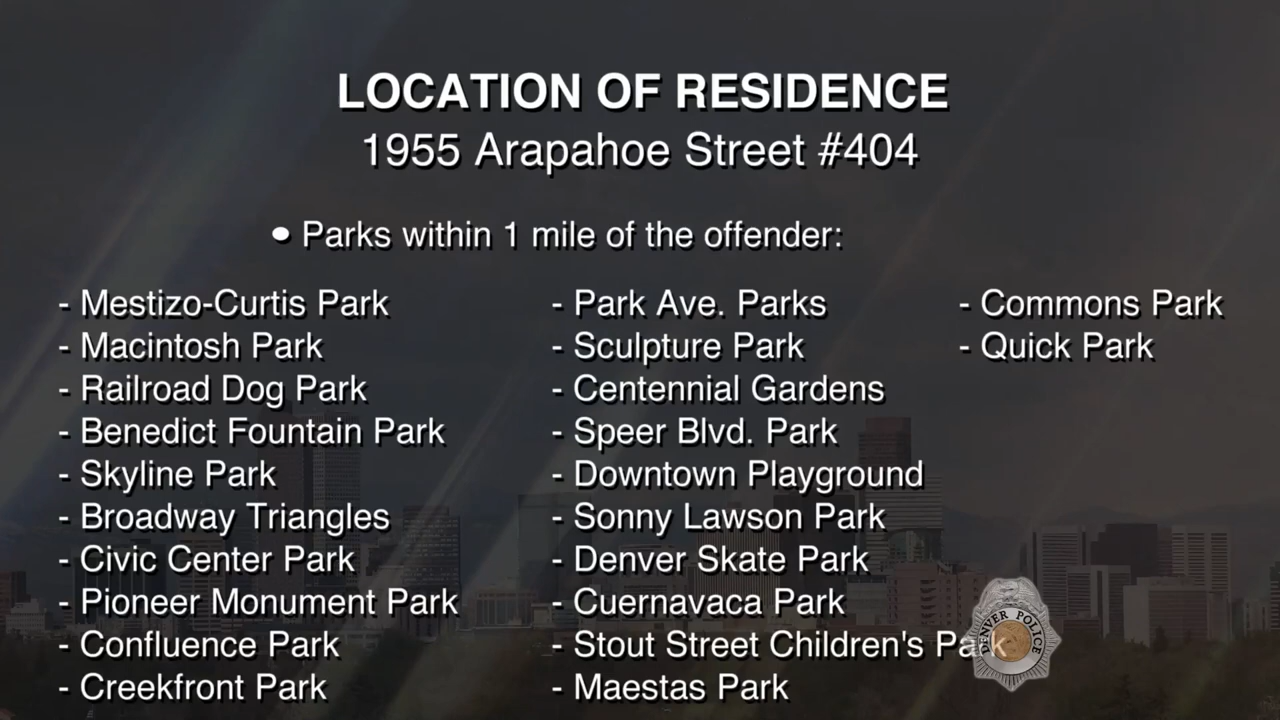 LOCATION OF RESIDENCE
1955 Arapahoe Street #404
• Parks within 1 mile of the offender:
- Mestizo-Curtis Park
- Macintosh Park
- Railroad Dog Park
- Benedict Fountain Park
- Skyline Park
- Broadway Triangles
- Civic Center Park
- Pioneer Monument Park
- Confluence Park
- Creekfront Park
- Park Ave. Parks
- Sculpture Park
- Centennial Gardens
- Speer Blvd. Park
- Downtown Playground
- Sonny Lawson Park
- Denver Skate Park
- Cuernavaca Park
- Stout Street Children's Park
- Maestas Park
- Commons Park
- Quick Park
DENVER POLICE